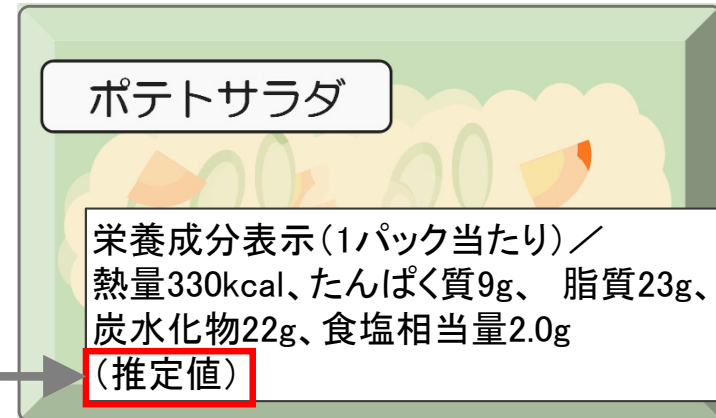 ポテトサラダ
栄養成分表示(1パック当たり)/
熱量330kcal、たんぱく質9g、 脂質23g、
炭水化物22g、食塩相当量2.0g
(推定値)